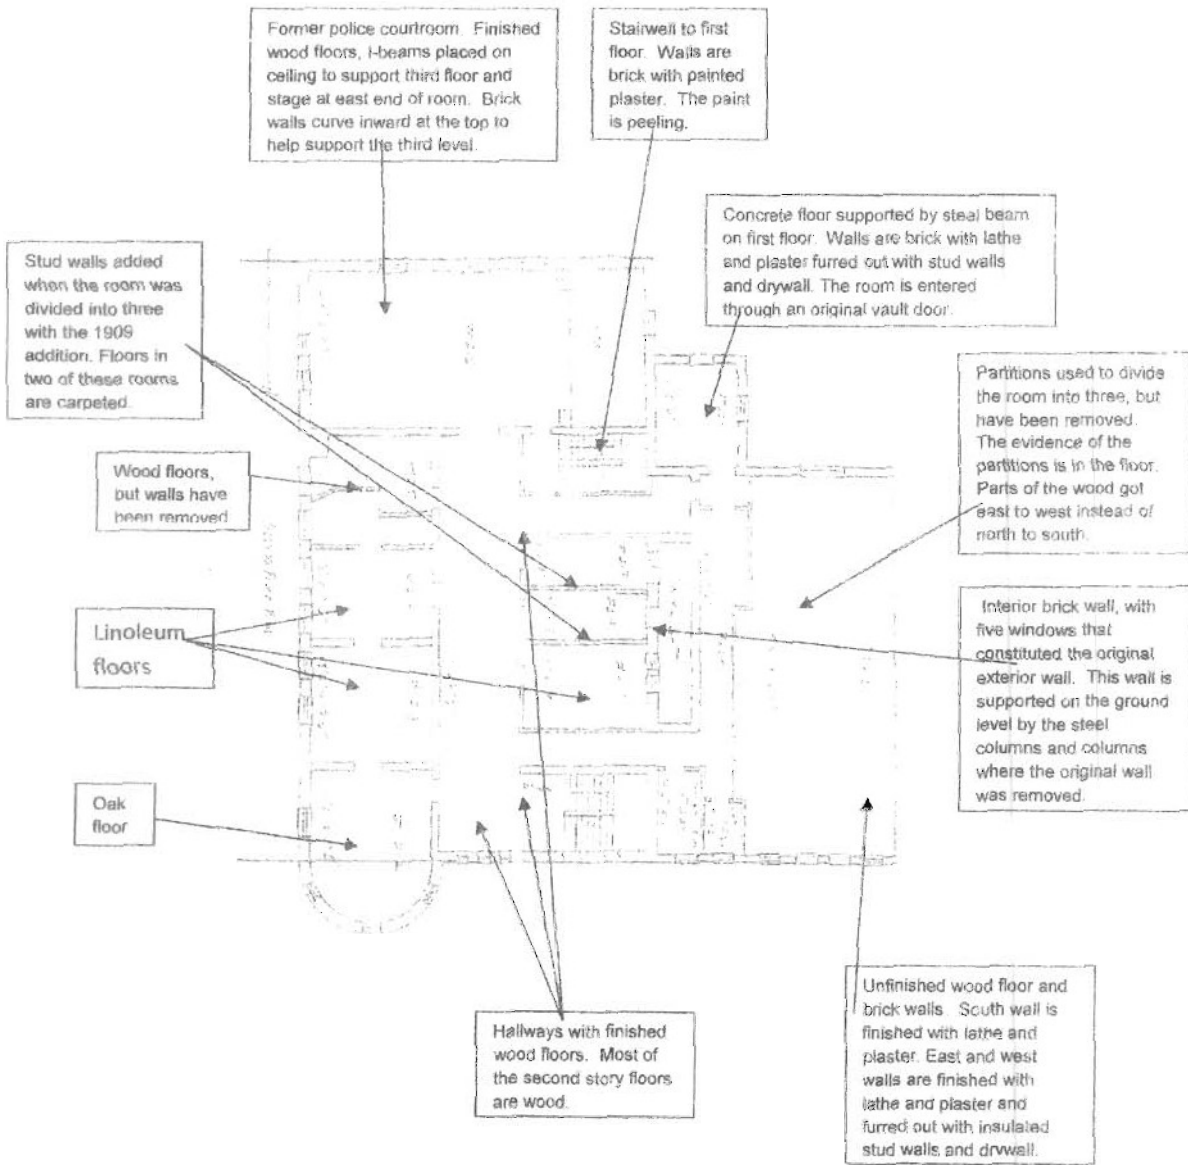 Former police courtroom. Finished
wood floors, I-beams placed on
ceiling to support third floor and
stage at east end of room. Brick
walls curve inward at the top to
help support the third level.
Stairwell to first
floor. Walls are
brick with painted
plaster. The paint
is peeling.
Concrete floor supported by steel beam
on first floor. Walls are brick with lathe
and plaster furred out with stud walls
and drywall. The room is entered
through an original vault door.
Stud walls added
when the room was
divided into three
with the 1909
addition. Floors in
two of these rooms
are carpeted.
Partitions used to divide
the room into three, but
have been removed.
The evidence of the
partitions is in the floor.
Parts of the wood got
east to west instead of
north to south.
Wood floors,
but walls have
been removed
Interior brick wall, with
five windows that
constituted the original
exterior wall. This wall is
supported on the ground
level by the steel
columns and columns
where the original wall
was removed.
Linoleum
floors
Oak
floor
Hallways with finished
wood floors. Most of
the second story floors
are wood.
Unfinished wood floor and
brick walls. South wall is
finished with lathe and
plaster. East and west
walls are finished with
lathe and plaster and
furred out with insulated
stud walls and drywall.